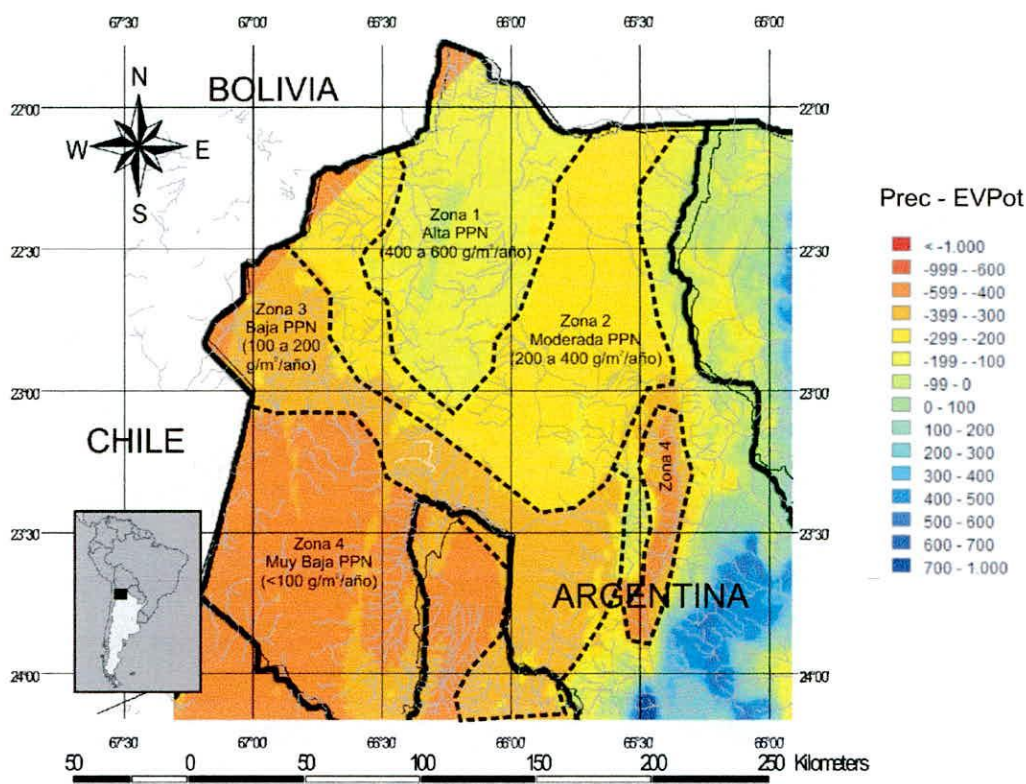 67°30' 67°00' 66°30' 66°00' 65°30' 65°00'
N
W E
S
BOLIVIA
CHILE
ARGENTINA
22°00' 22°00'
22°30' 22°30'
23°00' 23°00'
23°30' 23°30'
24°00' 24°00'
Zona 1
Alta PPN
(400 a 600 g/m²/año)
Zona 2
Moderada PPN
(200 a 400 g/m²/año)
Zona 3
Baja PPN
(100 a 200
g/m²/año)
Zona 4
Zona 4
Muy Baja PPN
(<100 g/m²/año)
Prec - EVPot
< -1.000
-999 - -600
-599 - -400
-399 - -300
-299 - -200
-199 - -100
-99 - 0
0 - 100
100 - 200
200 - 300
300 - 400
400 - 500
500 - 600
600 - 700
700 - 1.000
67°30' 67°00' 66°30' 66°00' 65°30' 65°00'
50 0 50 100 150 200 250 Kilometers